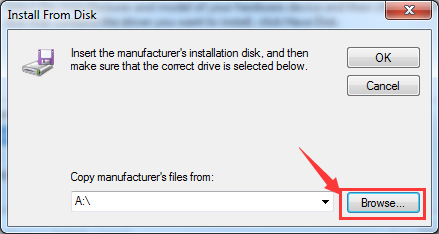 Install From Disk
Insert the manufacturer's installation disk, and then
make sure that the correct drive is selected below.
OK
Cancel
Copy manufacturer's files from:
A:\
Browse...